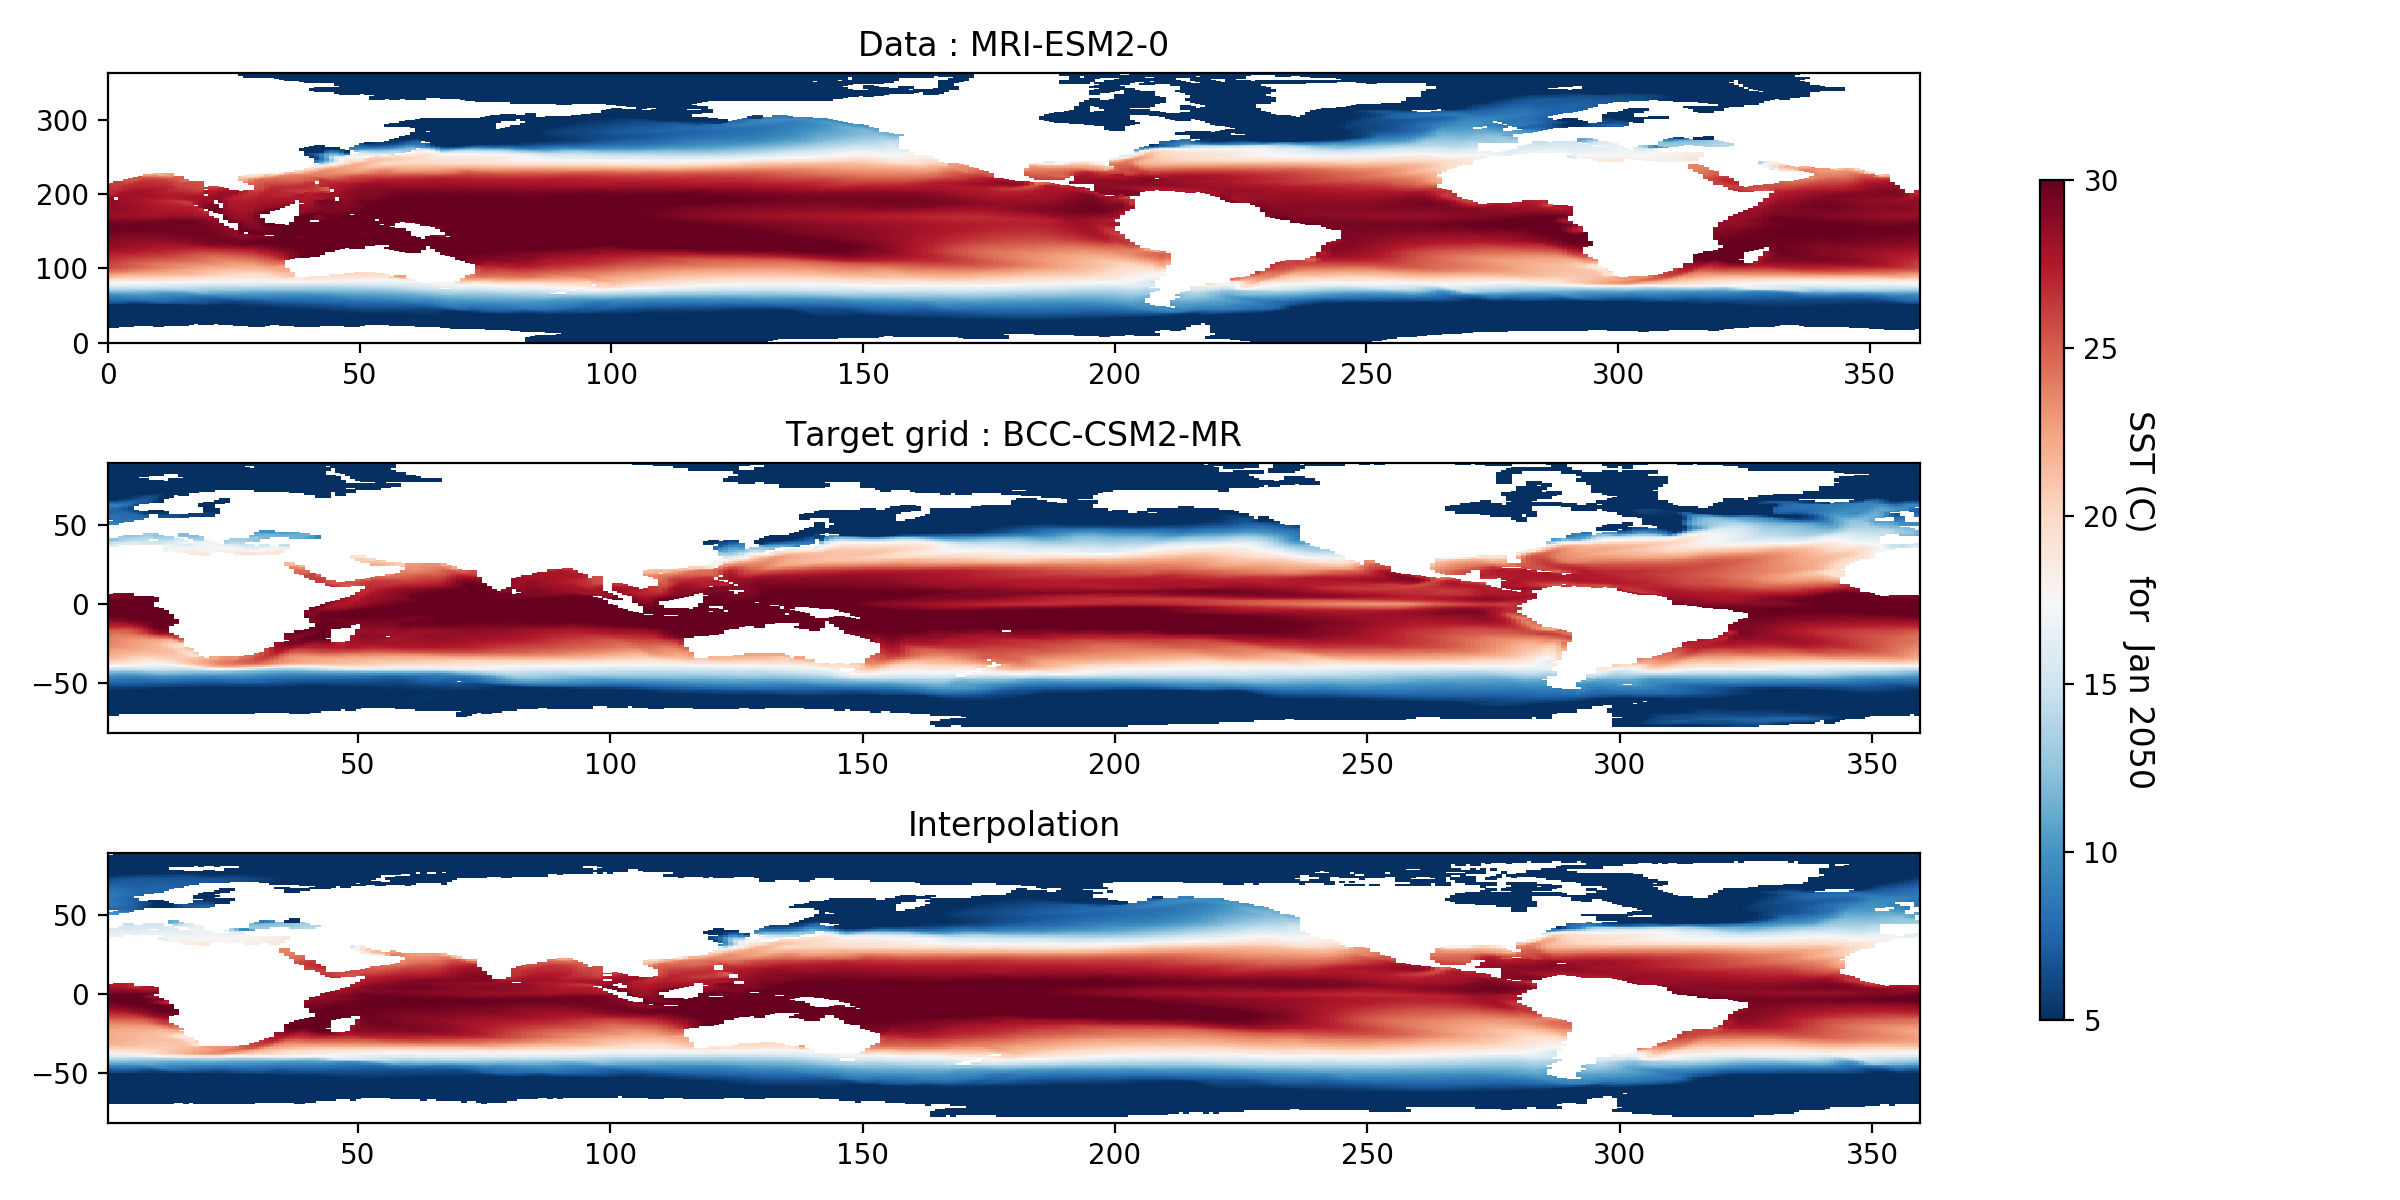 Data : MRI-ESM2-0
300
200
100
0
0 50 100 150 200 250 300 350
Target grid : BCC-CSM2-MR
50
0
−50
50 100 150 200 250 300 350
Interpolation
50
0
−50
50 100 150 200 250 300 350
30
25
20
15
10
5
SST (C) for Jan 2050